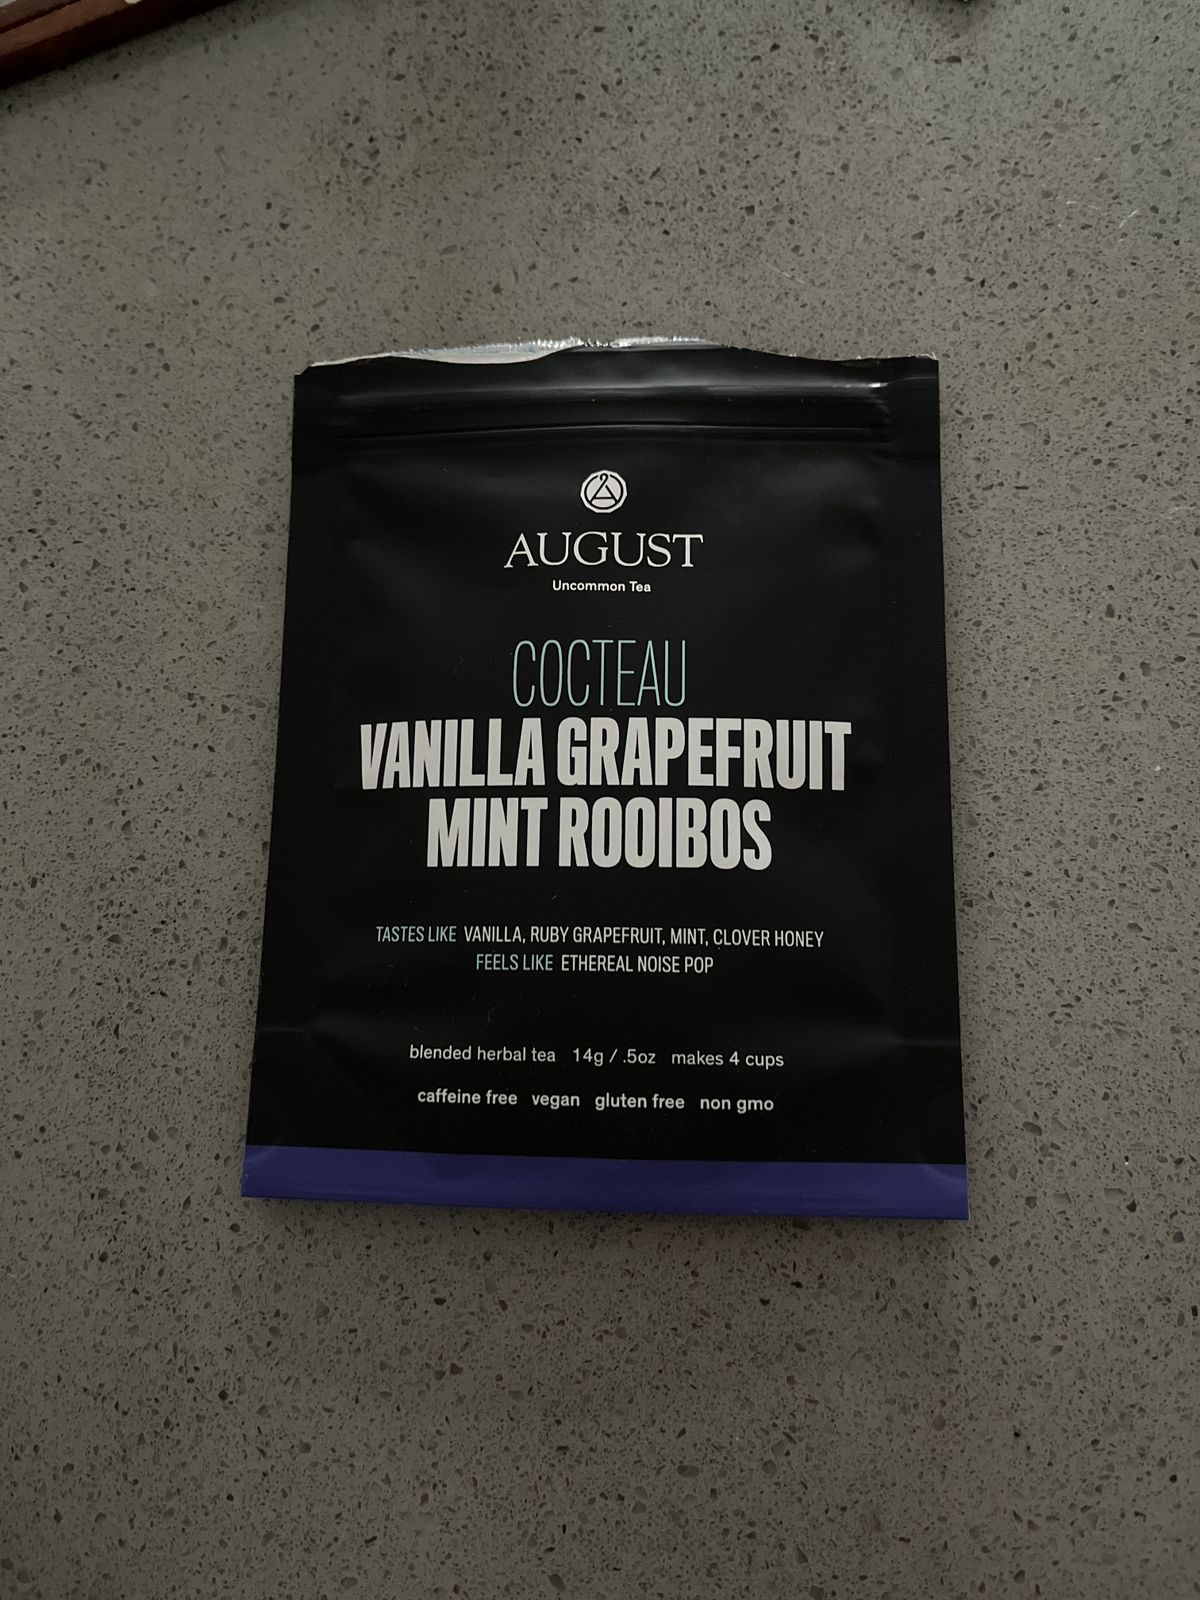 AUGUST
Uncommon Tea
COCTEAU
VANILLA GRAPEFRUIT
MINT ROOIBOS
TASTES LIKE VANILLA, RUBY GRAPEFRUIT, MINT, CLOVER HONEY
FEELS LIKE ETHEREAL NOISE POP
blended herbal tea 14g / .5oz makes 4 cups
caffeine free vegan gluten free non gmo